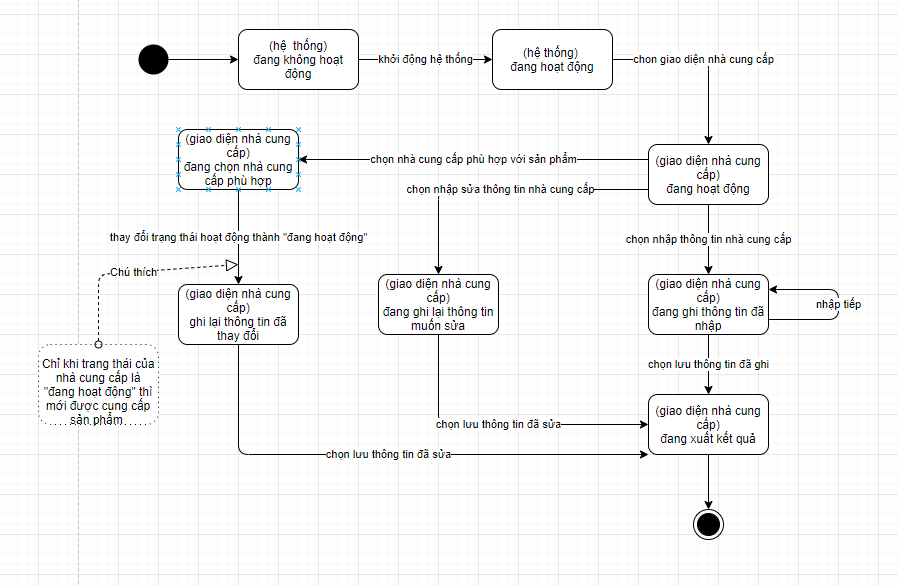 (hệ thống)
đang không hoạt
động
khởi động hệ thống
(hệ thống)
đang hoạt động
chon giao diện nhà cung cấp
(giao diện nhà cung
cấp)
đang chọn nhà cung
cấp phù hợp
chọn nhà cung cấp phù hợp với sản phẩm
chọn nhập sửa thông tin nhà cung cấp
(giao diện nhà cung
cấp)
đang hoạt động
thay đổi trạng thái hoạt động thành "đang hoạt động"
chọn nhập thông tin nhà cung cấp
Chú thích
(giao diện nhà cung
cấp)
ghi lại thông tin đã
thay đổi
(giao diện nhà cung
cấp)
đang ghi lại thông tin
muốn sửa
(giao diện nhà cung
cấp)
đang ghi thông tin đã
nhập
nhập tiếp
Chỉ khi trang thái của
nhà cung cấp là
"đang hoạt động" thì
mới được cung cấp
sản phẩm
chọn lưu thông tin đã ghi
chọn lưu thông tin đã sửa
(giao diện nhà cung
cấp)
đang xuất kết quả
chọn lưu thông tin đã sửa